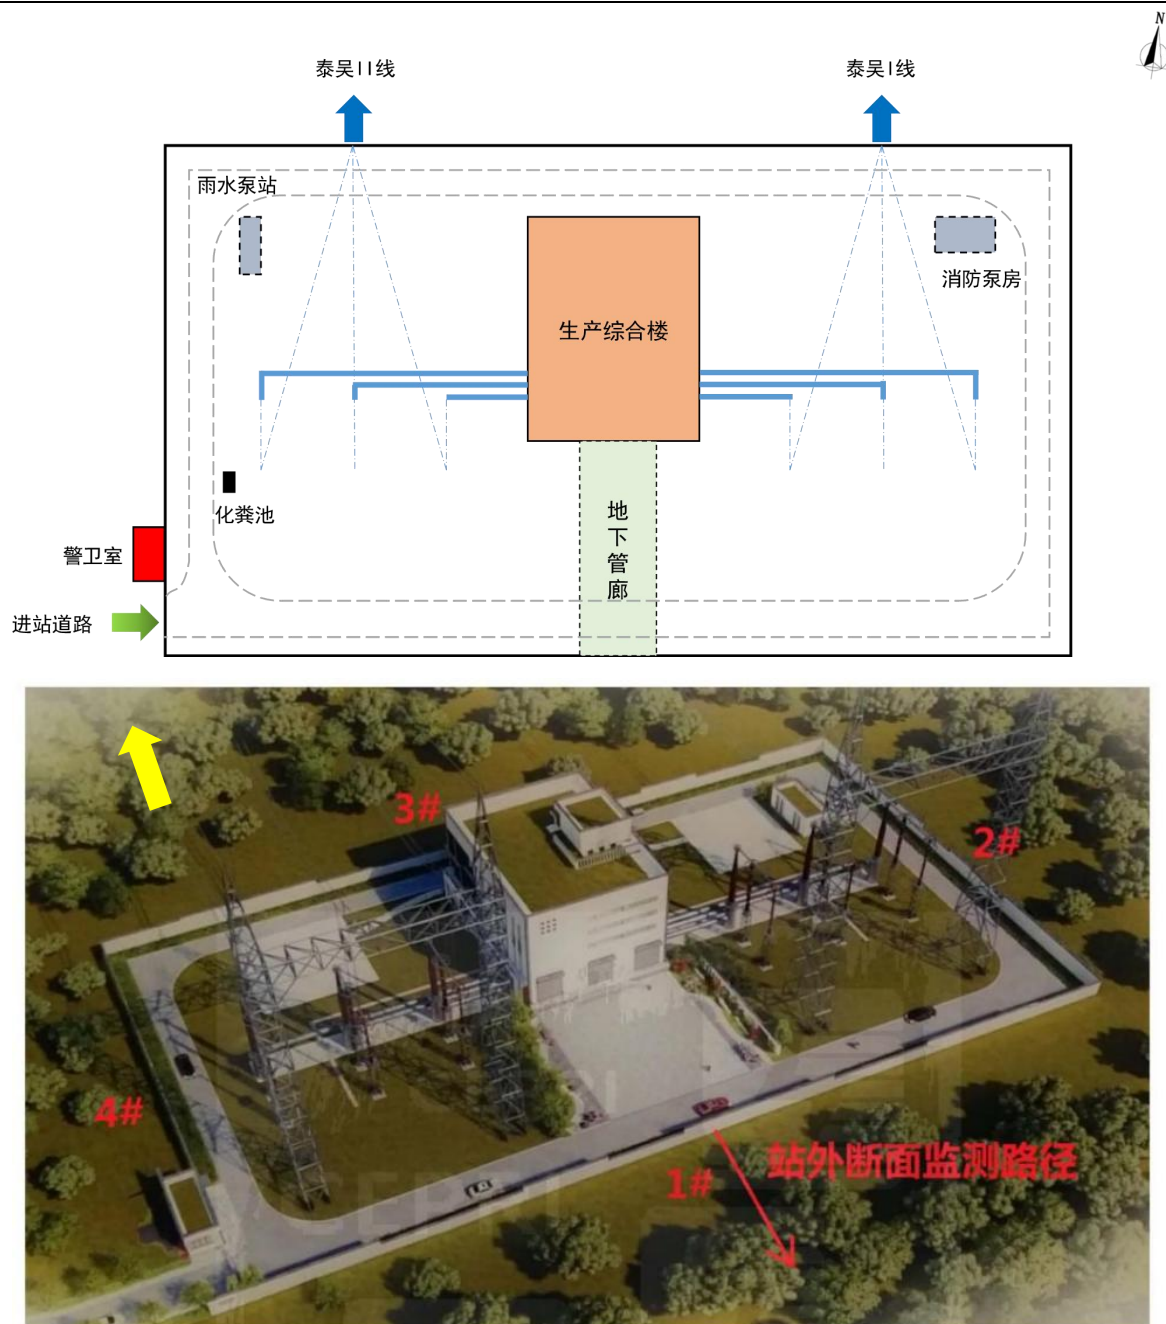 N
泰吴II线
泰吴I线
雨水泵站
消防泵房
生产综合楼
化粪池
地
下
管
廊
警卫室
进站道路
3#
2#
4#
站外断面监测路径
1#